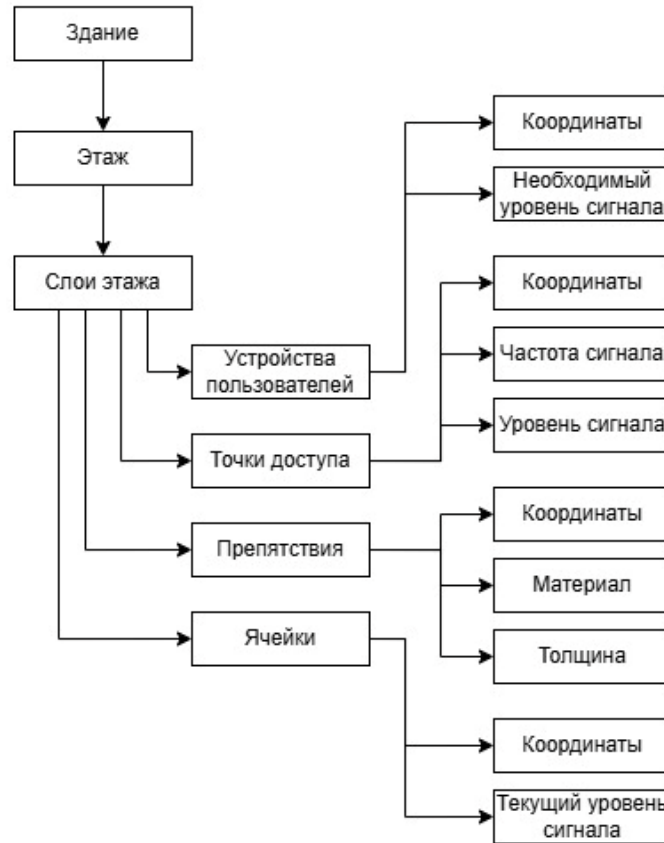 Здание
Этаж
Слои этажа
Устройства
пользователей
Координаты
Необходимый
уровень сигнала
Точки доступа
Координаты
Частота сигнала
Уровень сигнала
Препятствия
Координаты
Материал
Толщина
Ячейки
Координаты
Текущий уровень
сигнала